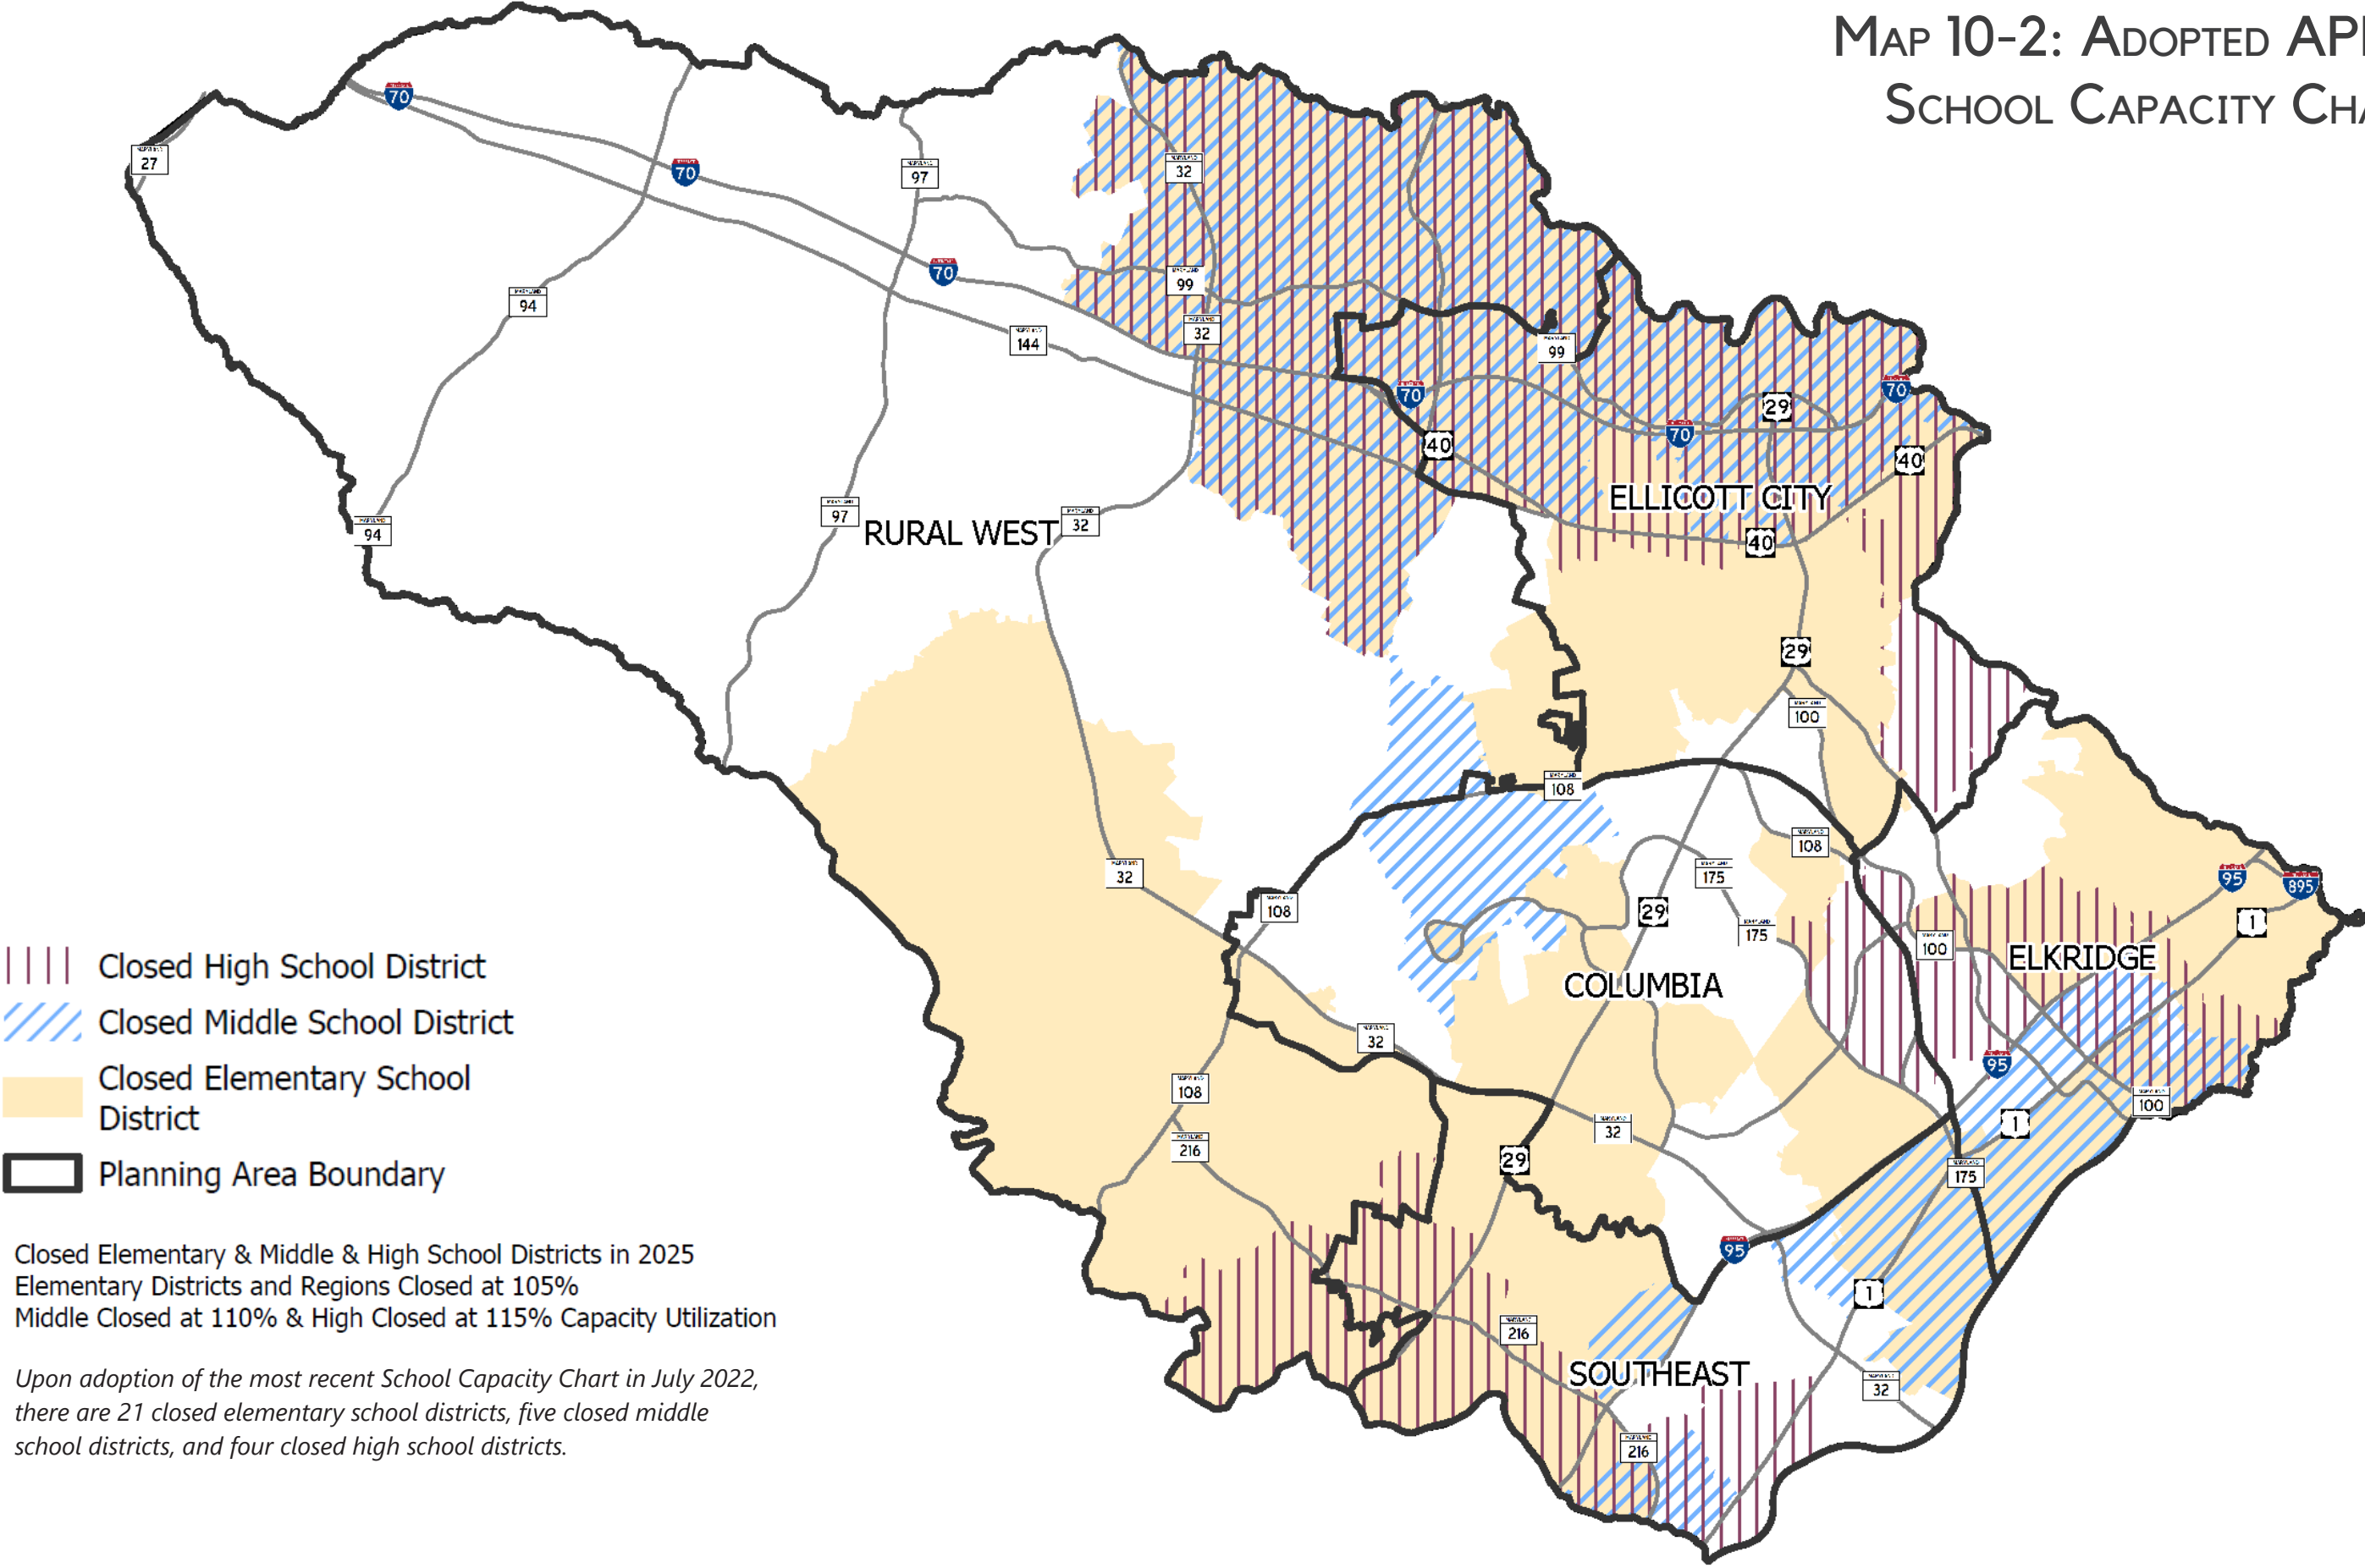 MAP 10-2: ADOPTED AP
SCHOOL CAPACITY CH
70
27
70
97
32
70
99
94
32
144
99
70
29
70
70
40
40
ELLICOTT CITY
97
RURAL WEST
32
94
40
29
100
108
108
32
175
95
895
108
29
175
1
100
ELKRIDGE
COLUMBIA
32
95
108
100
32
1
216
29
175
95
1
216
SOUTHEAST
32
216
Closed High School District
Closed Middle School District
Closed Elementary School
District
Planning Area Boundary
Closed Elementary & Middle & High School Districts in 2025
Elementary Districts and Regions Closed at 105%
Middle Closed at 110% & High Closed at 115% Capacity Utilization
Upon adoption of the most recent School Capacity Chart in July 2022,
there are 21 closed elementary school districts, five closed middle
school districts, and four closed high school districts.